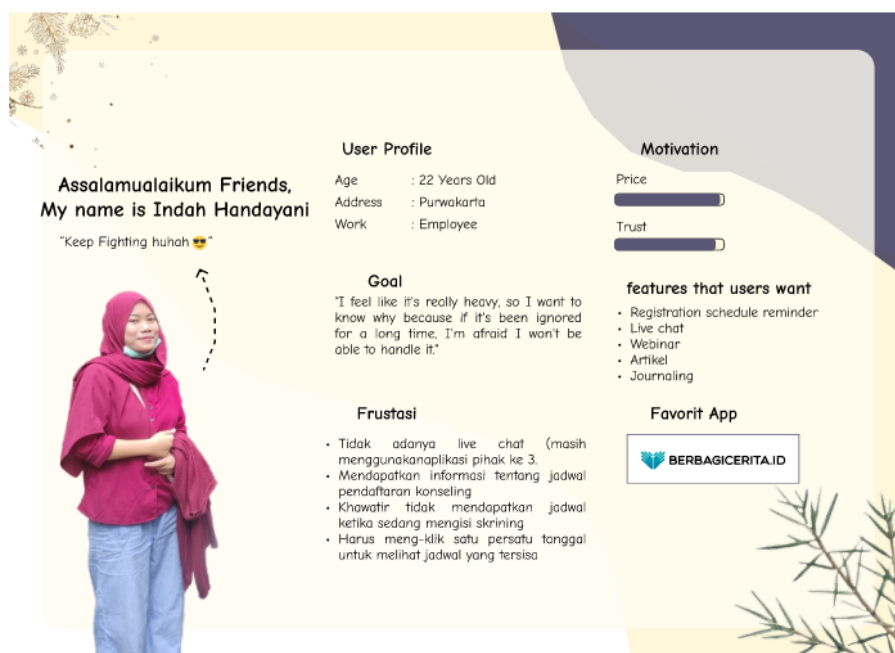 Assalamualaikum Friends,
My name is Indah Handayani
"Keep Fighting huhah 😎"
User Profile
Age : 22 Years Old
Address : Purwakarta
Work : Employee
Goal
"I feel like it's really heavy, so I want to
know why because if it's been ignored
for a long time, I'm afraid I won't be
able to handle it."
Frustasi
• Tidak adanya live chat (masih
menggunakanaplikasi pihak ke 3.
• Mendapatkan informasi tentang jadwal
pendaftaran konseling
• Khawatir tidak mendapatkan jadwal
ketika sedang mengisi skrining
• Harus meng-klik satu persatu tanggal
untuk melihat jadwal yang tersisa
Motivation
Price
Trust
features that users want
• Registration schedule reminder
• Live chat
• Webinar
• Artikel
• Journaling
Favorit App
BERBAGICERITA.ID